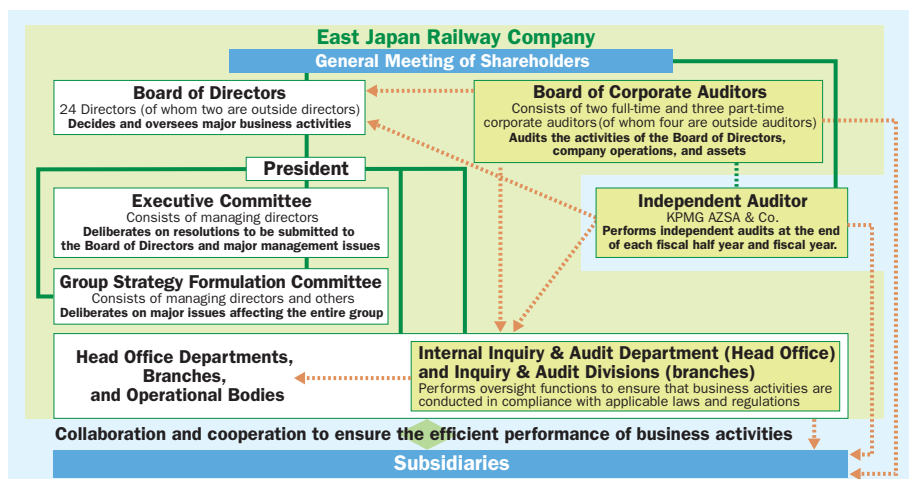 East Japan Railway Company
General Meeting of Shareholders
Board of Directors
24 Directors (of whom two are outside directors)
Decides and oversees major business activities
Board of Corporate Auditors
Consists of two full-time and three part-time
corporate auditors (of whom four are outside auditors)
Audits the activities of the Board of Directors,
company operations, and assets
President
Executive Committee
Consists of managing directors
Deliberates on resolutions to be submitted to
the Board of Directors and major management issues
Independent Auditor
KPMG AZSA & Co.
Performs independent audits at the end
of each fiscal half year and fiscal year.
Group Strategy Formulation Committee
Consists of managing directors and others
Deliberates on major issues affecting the entire group
Head Office Departments,
Branches,
and Operational Bodies
Internal Inquiry & Audit Department (Head Office)
and Inquiry & Audit Divisions (branches)
Performs oversight functions to ensure that business activities are
conducted in compliance with applicable laws and regulations
Collaboration and cooperation to ensure the efficient performance of business activities
Subsidiaries